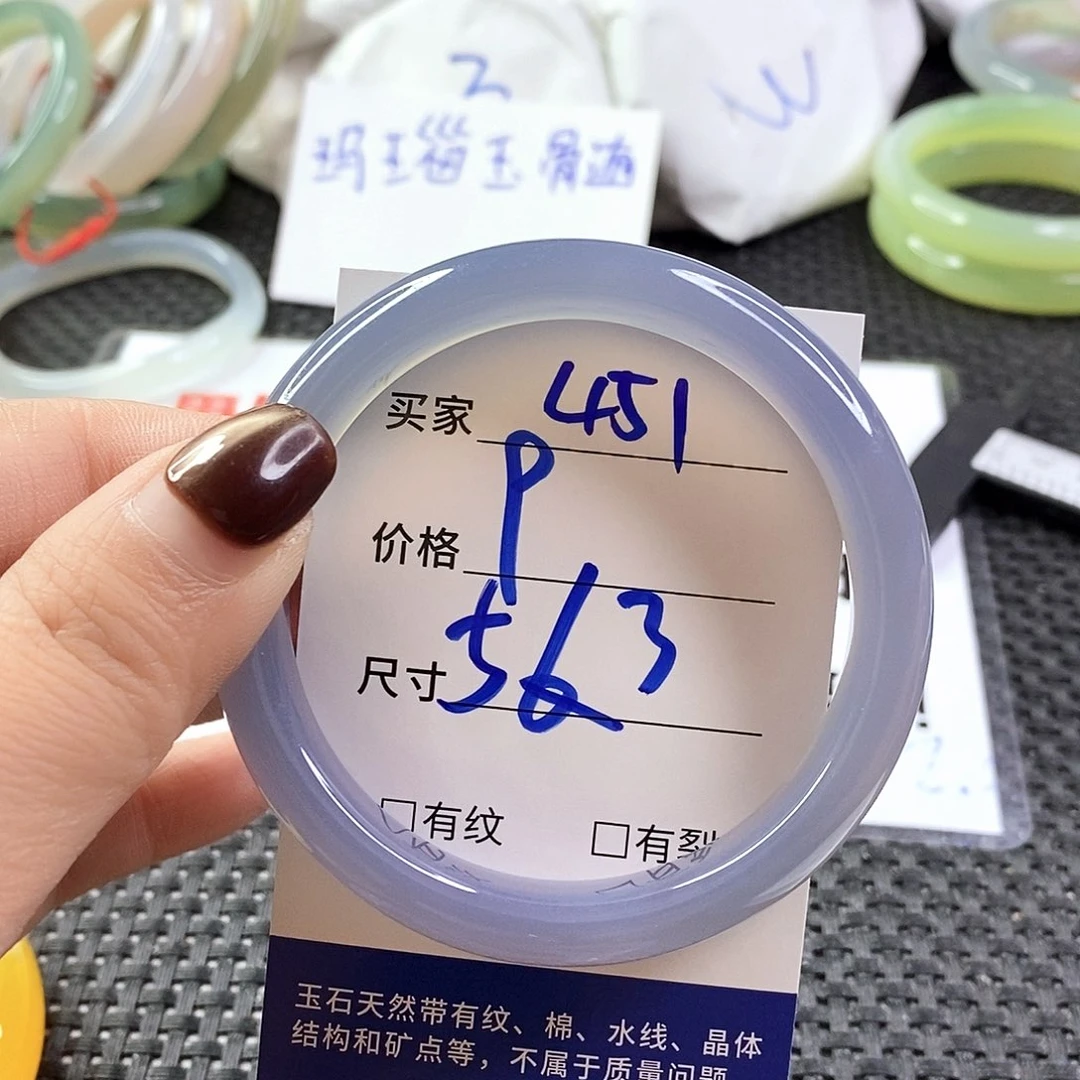 玛瑙玉骨髓
买家 451
价格 P
尺寸 56 3
□有纹 □有裂
玉石天然带有纹、棉、水线、晶体
结构和矿点等，不属于质量问题